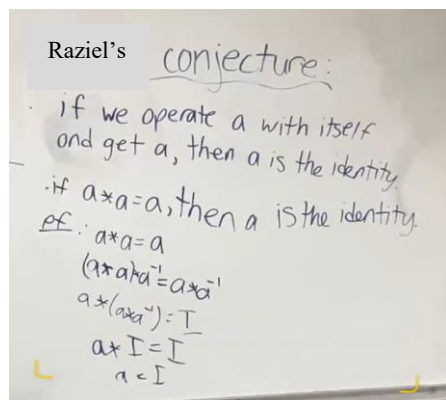 Raziel's conjecture:
if we operate a with itself
and get a, then a is the identity.
.if a*a=a, then a is the identity.
pf: a*a=a
(a*a)*a⁻¹=a*a⁻¹
a*(a*a⁻¹)=I
a* I=I
a=I